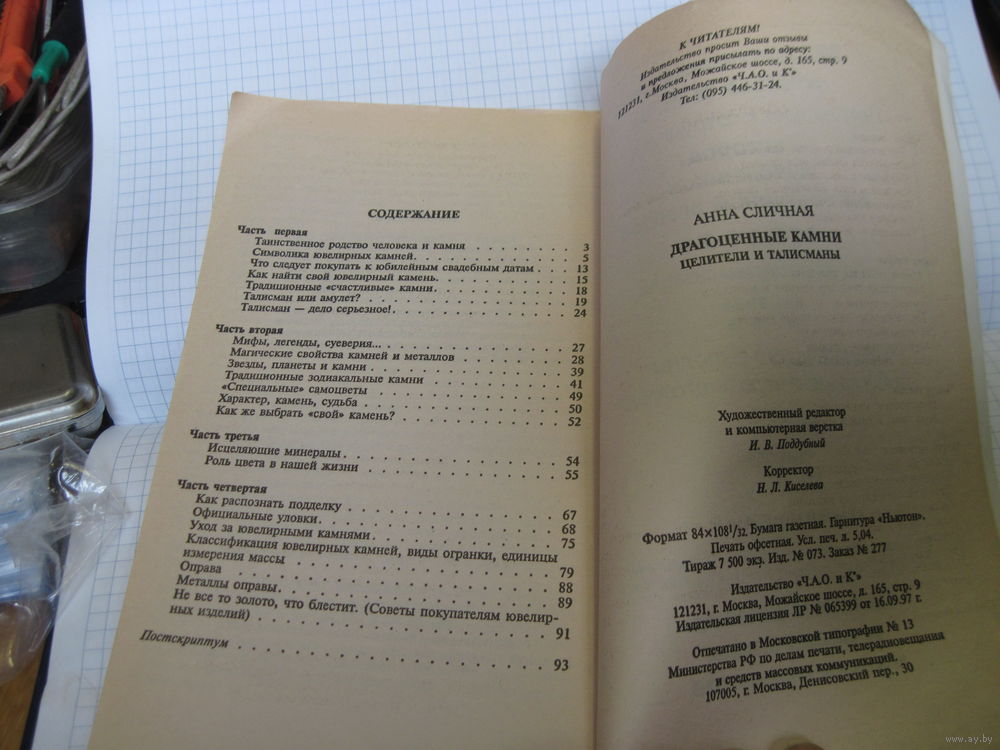 СОДЕРЖАНИЕ
Часть первая
Таинственное родство человека и камня . . . . . . . . 3
Символика ювелирных камней. . . . . . . . . . . . . 5
Что следует покупать к юбилейным свадебным датам . . . 13
Как найти свой ювелирный камень. . . . . . . . . . . 15
Традиционные «счастливые» камни. . . . . . . . . . . 18
Талисман или амулет? . . . . . . . . . . . . . . . . 19
Талисман — дело серьезное!. . . . . . . . . . . . . . 24
Часть вторая
Мифы, легенды, суеверия... . . . . . . . . . . . . . 27
Магические свойства камней и металлов . . . . . . . . 28
Звезды, планеты и камни . . . . . . . . . . . . . . . 39
Традиционные зодиакальные камни . . . . . . . . . . . 41
«Специальные» самоцветы . . . . . . . . . . . . . . . 49
Характер, камень, судьба . . . . . . . . . . . . . . 50
Как же выбрать «свой» камень? . . . . . . . . . . . . 52
Часть третья
Исцеляющие минералы. . . . . . . . . . . . . . . . . 54
Роль цвета в нашей жизни . . . . . . . . . . . . . . 55
Часть четвертая
Как распознать подделку . . . . . . . . . . . . . . . 67
Официальные уловки. . . . . . . . . . . . . . . . . . 68
Уход за ювелирными камнями. . . . . . . . . . . . . . 75
Классификация ювелирных камней, виды огранки, единицы
измерения массы . . . . . . . . . . . . . . . . . . . 79
Оправа . . . . . . . . . . . . . . . . . . . . . . . 88
Металлы оправы. . . . . . . . . . . . . . . . . . . . 89
Не все то золото, что блестит. (Советы покупателям ювелир-
ных изделий) . . . . . . . . . . . . . . . . . . . . 91
Постскриптум . . . . . . . . . . . . . . . . . . . . 93
К ЧИТАТЕЛЯМ!
Издательство просит Ваши отзывы
и предложения присылать по адресу:
121231, г.Москва, Можайское шоссе, д. 165, стр. 9
Издательство «Ч.А.О. и К°»
Тел: (095) 446-31-24.
АННА СЛИЧНАЯ
ДРАГОЦЕННЫЕ КАМНИ
ЦЕЛИТЕЛИ И ТАЛИСМАНЫ
Художественный редактор
и компьютерная верстка
И. В. Поддубный
Корректор
Н. Л. Киселева
Формат 84×108¹/₃₂. Бумага газетная. Гарнитура «Ньютон».
Печать офсетная. Усл. печ. л. 5,04.
Тираж 7 500 экз. Изд. № 073. Заказ № 277
Издательство «Ч.А.О. и К°»
121231, г. Москва, Можайское шоссе, д. 165, стр. 9
Издательская лицензия ЛР № 065399 от 16.09.97 г.
Отпечатано в Московской типографии № 13
Министерства РФ по делам печати, телерадиовещания
и средств массовых коммуникаций.
107005, г. Москва, Денисовский пер., 30
www.ay.by